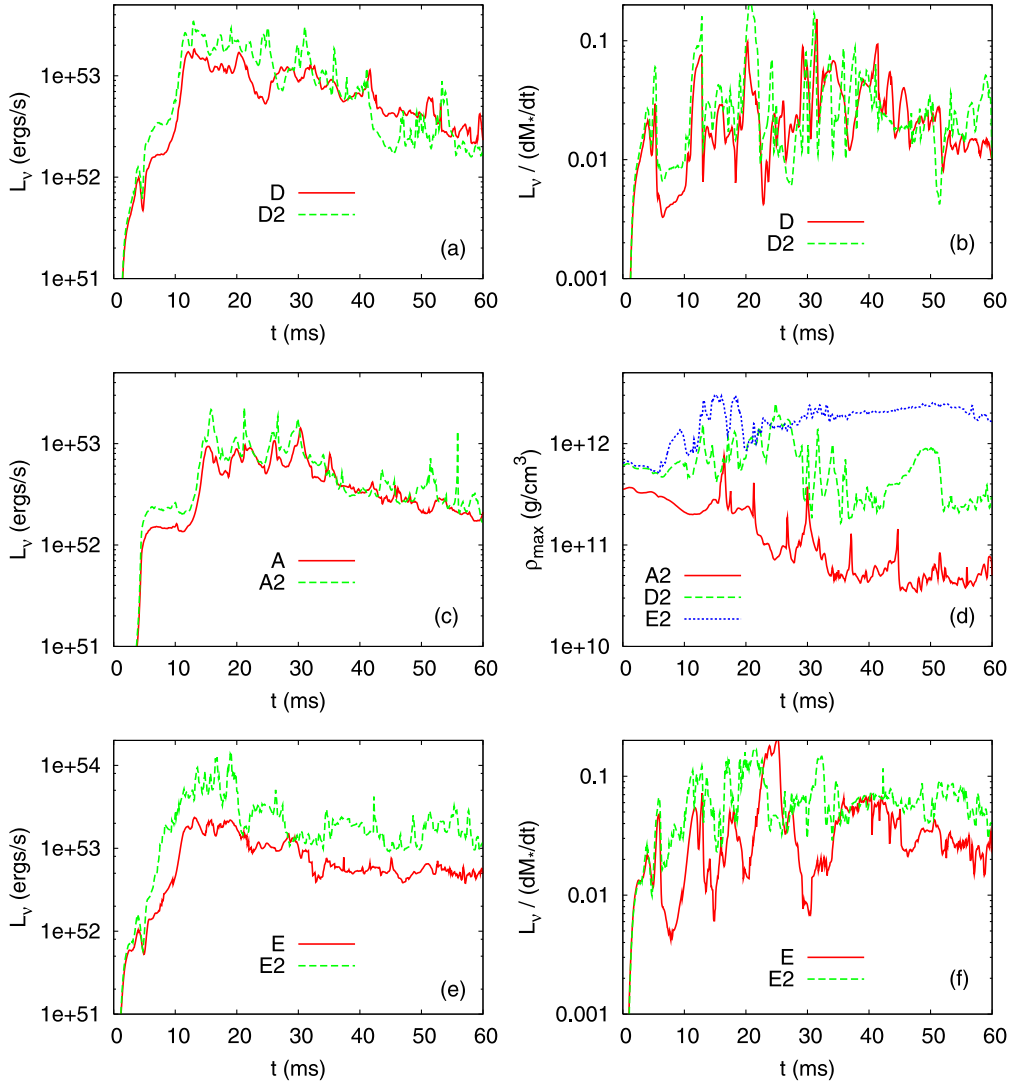 1e+53
1e+52
1e+51
L_ν (ergs/s)
D
D2
(a)
0 10 20 30 40 50 60
t (ms)
0.1
0.01
0.001
L_ν / (dM_*/dt)
D
D2
(b)
0 10 20 30 40 50 60
t (ms)
1e+53
1e+52
1e+51
L_ν (ergs/s)
A
A2
(c)
0 10 20 30 40 50 60
t (ms)
1e+12
1e+11
1e+10
ρ_max (g/cm³)
A2
D2
E2
(d)
0 10 20 30 40 50 60
t (ms)
1e+54
1e+53
1e+52
1e+51
L_ν (ergs/s)
E
E2
(e)
0 10 20 30 40 50 60
t (ms)
0.1
0.01
0.001
L_ν / (dM_*/dt)
E
E2
(f)
0 10 20 30 40 50 60
t (ms)